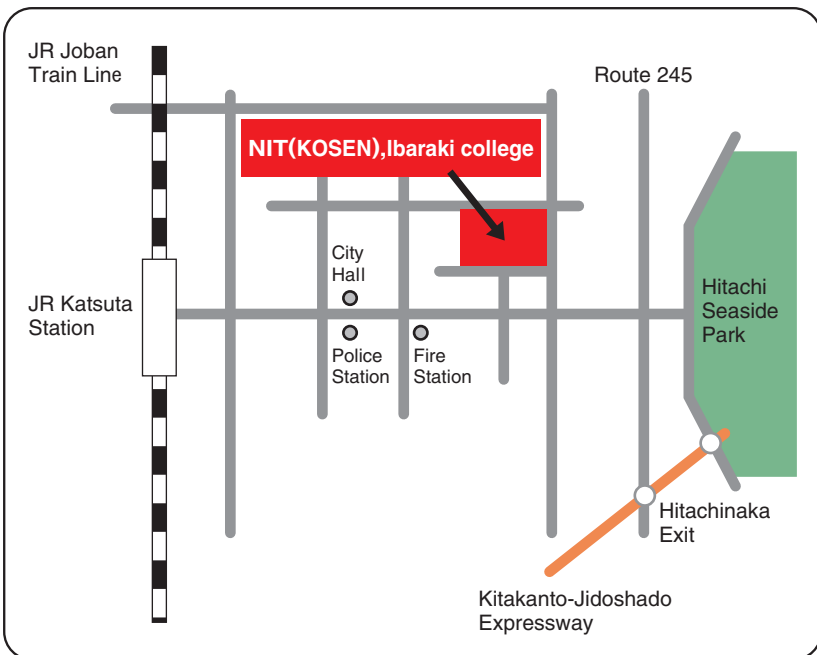 JR Joban
Train Line
Route 245
NIT(KOSEN),Ibaraki college
City
Hall
JR Katsuta
Station
Hitachi
Seaside
Park
Police
Station
Fire
Station
Hitachinaka
Exit
Kitakanto-Jidoshado
Expressway